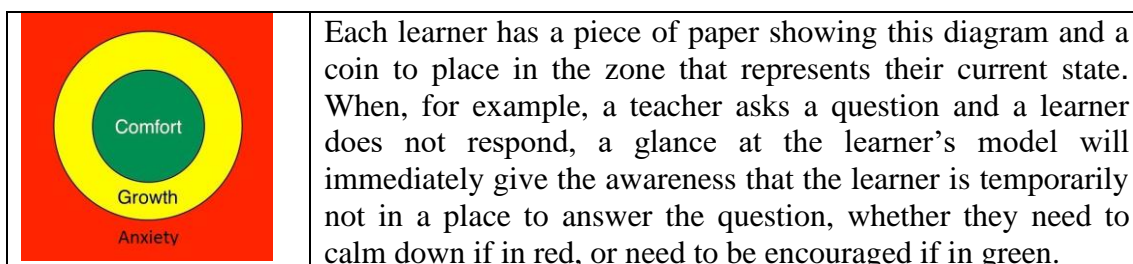 Comfort
Growth
Anxiety
Each learner has a piece of paper showing this diagram and a
coin to place in the zone that represents their current state.
When, for example, a teacher asks a question and a learner
does not respond, a glance at the learner’s model will
immediately give the awareness that the learner is temporarily
not in a place to answer the question, whether they need to
calm down if in red, or need to be encouraged if in green.